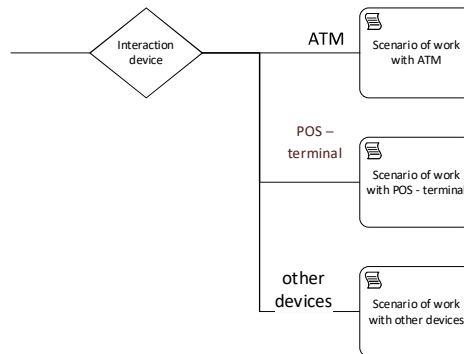 Interaction
device
ATM
Scenario of work
with ATM
POS –
terminal
Scenario of work
with POS - terminal
other
devices
Scenario of work
with other devices